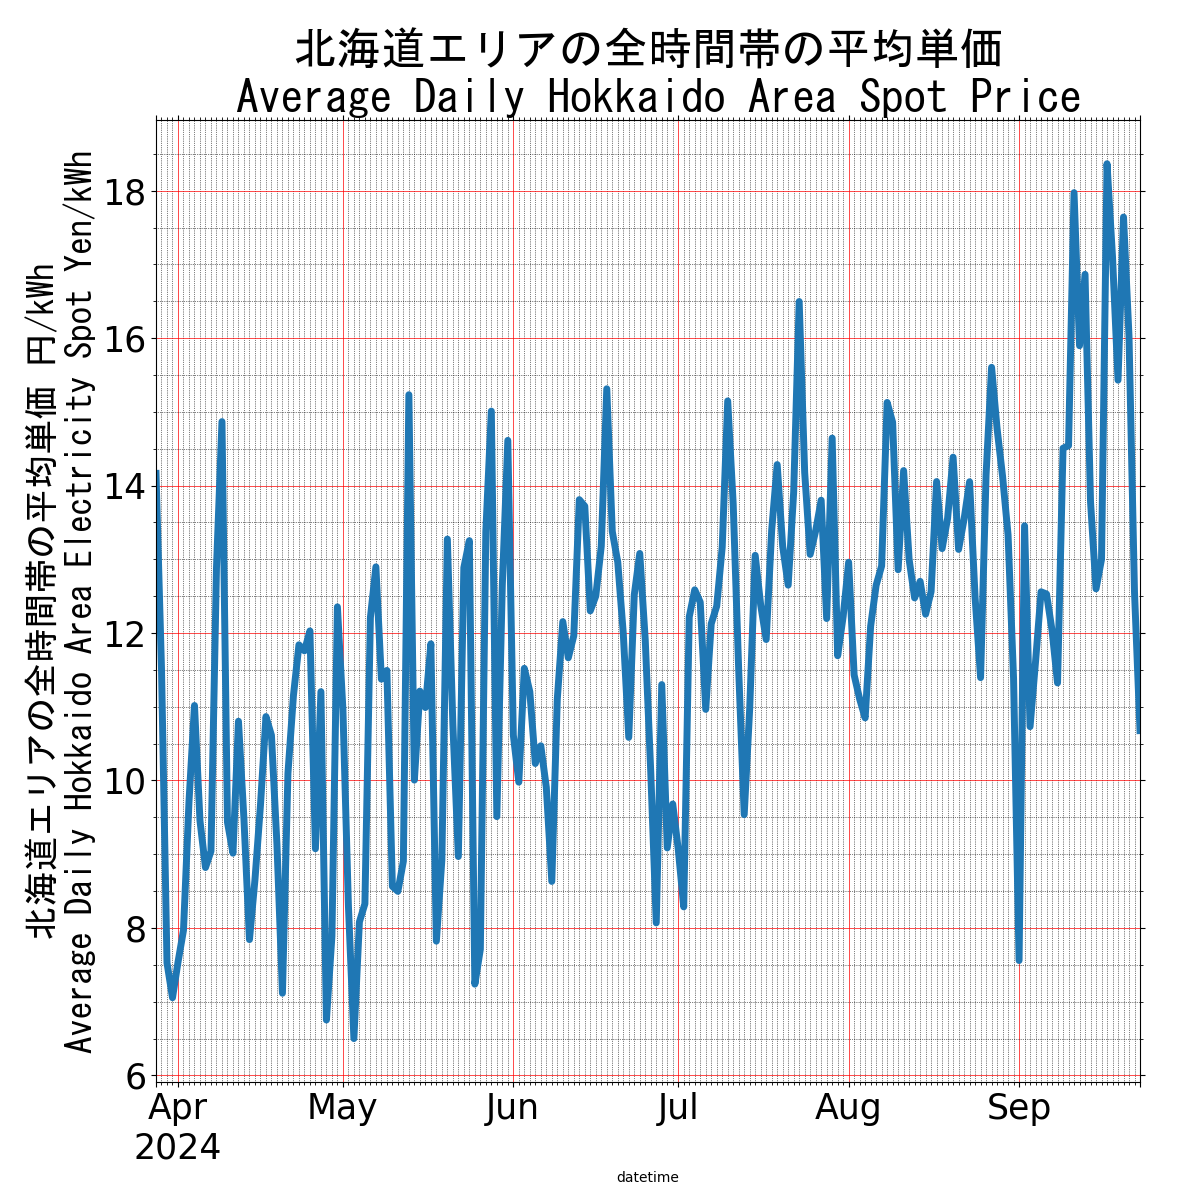 北海道エリアの全時間帯の平均単価
Average Daily Hokkaido Area Spot Price
北海道エリアの全時間帯の平均単価 円/kWh
Average Daily Hokkaido Area Electricity Spot Yen/kWh
18
16
14
12
10
8
6
Apr May Jun Jul Aug Sep
2024
datetime